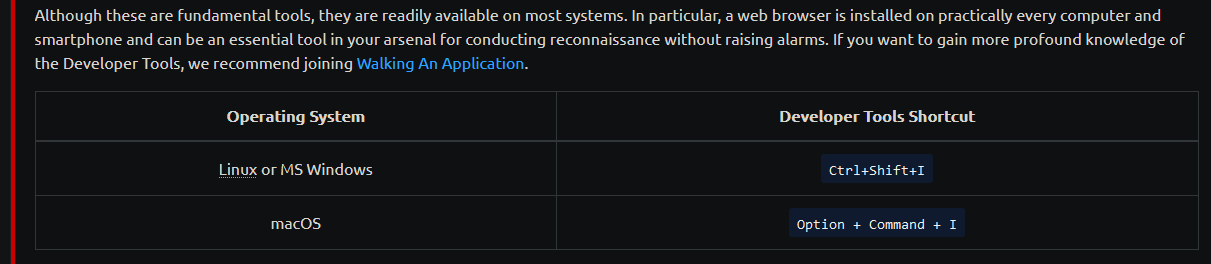 Although these are fundamental tools, they are readily available on most systems. In particular, a web browser is installed on practically every computer and
smartphone and can be an essential tool in your arsenal for conducting reconnaissance without raising alarms. If you want to gain more profound knowledge of
the Developer Tools, we recommend joining Walking An Application.
Operating System Developer Tools Shortcut
Linux or MS Windows Ctrl+Shift+I
macOS Option + Command + I